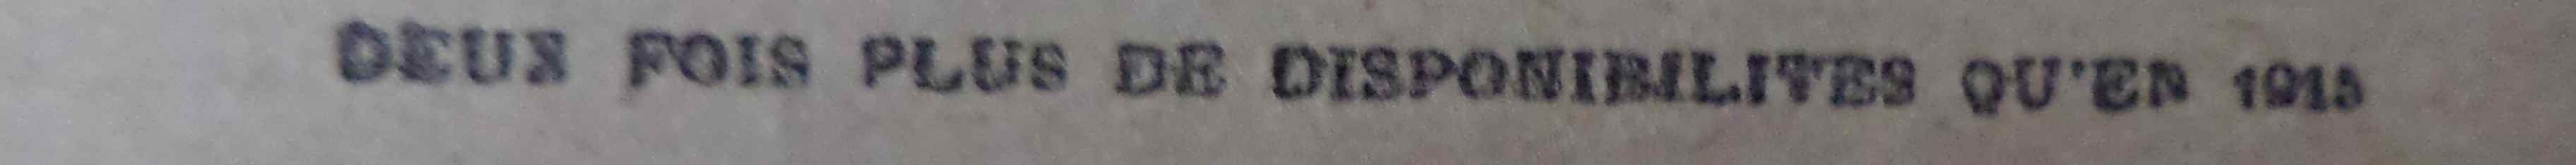 DEUX FOIS PLUS DE DISPONIBILITES QU'EN 1915